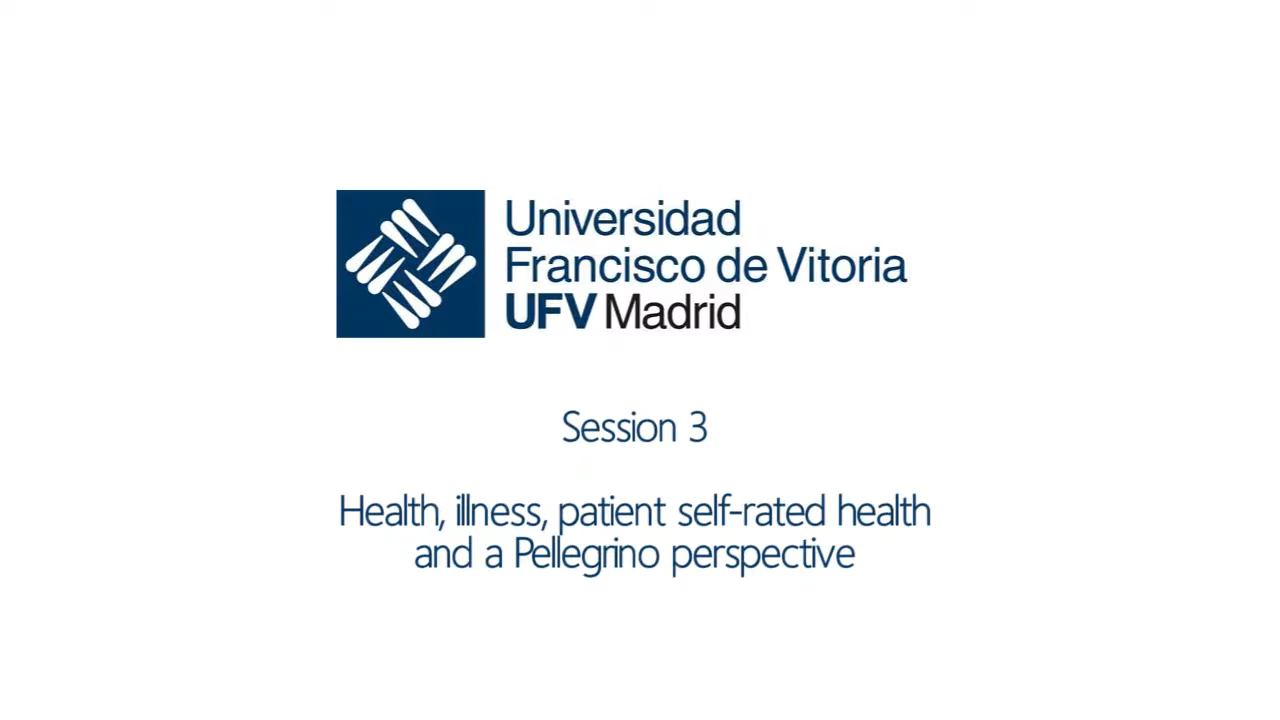 Universidad
Francisco de Vitoria
UFV Madrid
Session 3
Health, illness, patient self-rated health
and a Pellegrino perspective